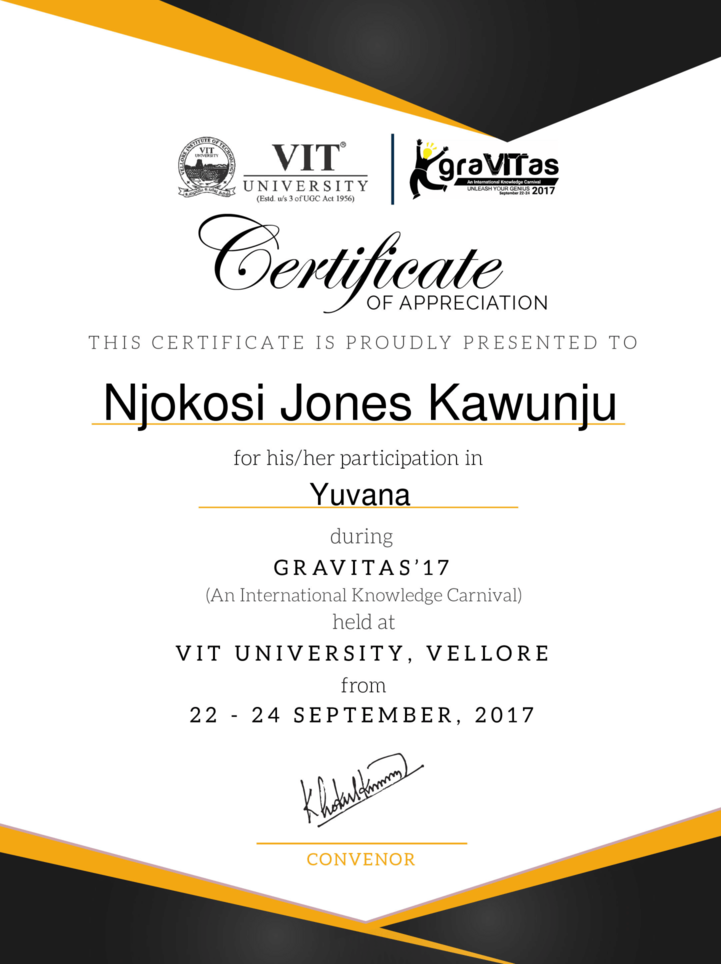 VELLORE INSTITUTE OF TECHNOLOGY
VIT
UNIVERSITY
VIT®
UNIVERSITY
(Estd. u/s 3 of UGC Act 1956)
graVITas
An International Knowledge Carnival
UNLEASH YOUR GENIUS 2017
September 22-24
Certificate
OF APPRECIATION
THIS CERTIFICATE IS PROUDLY PRESENTED TO
Njokosi Jones Kawunju
for his/her participation in
Yuvana
during
GRAVITAS’17
(An International Knowledge Carnival)
held at
VIT UNIVERSITY, VELLORE
from
22 - 24 SEPTEMBER, 2017
CONVENOR